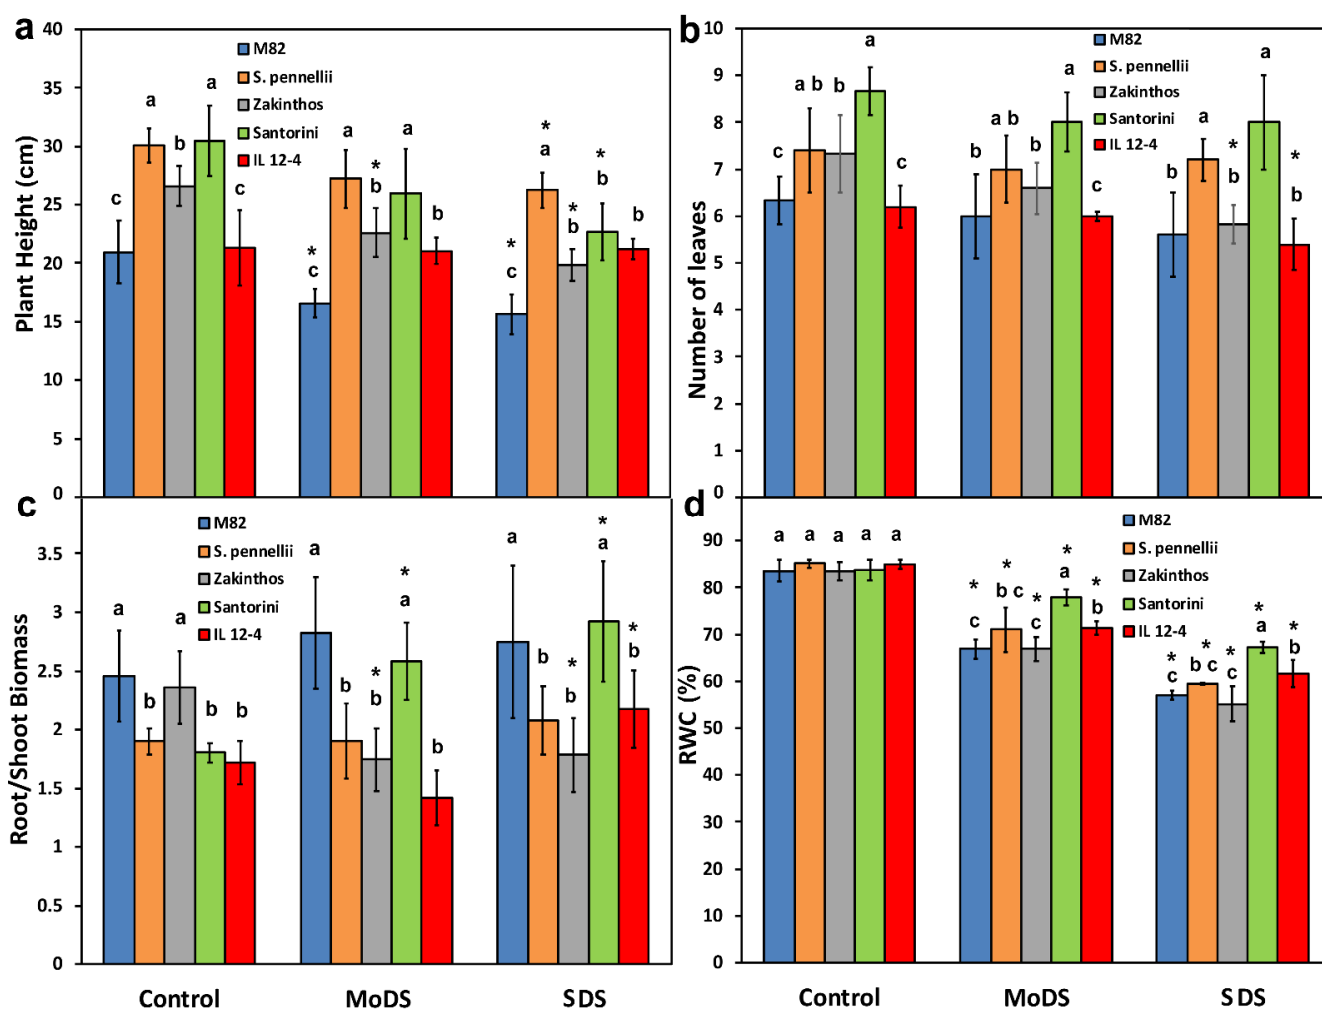 a
Plant Height (cm)
40
35
30
25
20
15
10
5
0
M82
S. pennellii
Zakinthos
Santorini
IL 12-4
c
a
b
a
c
*
c
a
*
b
a
b
*
c
*
a
*
b
*
b
b
b
Number of leaves
10
9
8
7
6
5
4
3
2
1
0
M82
S. pennellii
Zakinthos
Santorini
IL 12-4
c
a b
b
a
c
b
a b
b
a
c
b
a
*
b
a
*
b
c
Root/Shoot Biomass
3.5
3
2.5
2
1.5
1
0.5
0
M82
S. pennellii
Zakinthos
Santorini
IL 12-4
a
b
a
b
b
a
b
*
b
*
a
b
a
b
*
b
*
a
*
b
Control
MoDS
SDS
d
RWC (%)
90
80
70
60
50
40
30
20
10
0
M82
S. pennellii
Zakinthos
Santorini
IL 12-4
a
a
a
a
a
*
c
*
b c
*
c
*
a
*
b
*
c
*
b c
*
c
*
a
*
b
Control
MoDS
SDS